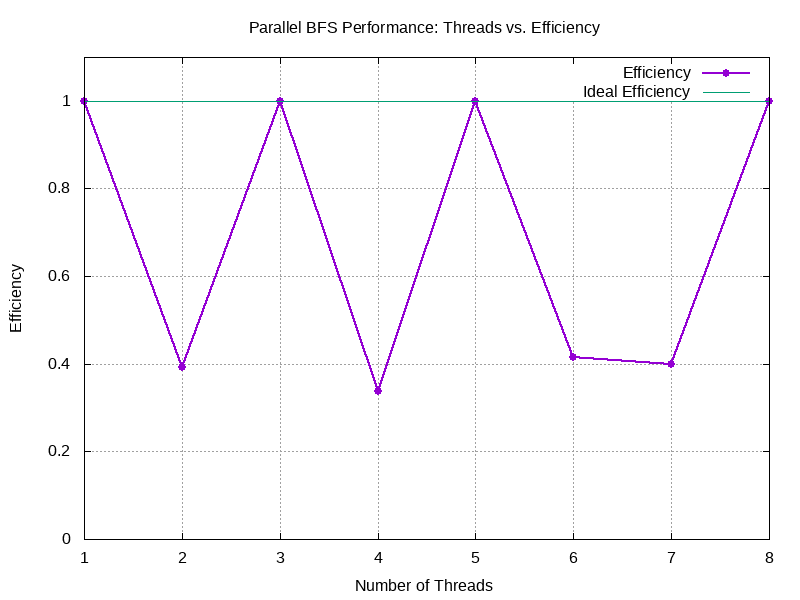 Parallel BFS Performance: Threads vs. Efficiency
Efficiency
Ideal Efficiency
1
0.8
0.6
0.4
0.2
0
Efficiency
1 2 3 4 5 6 7 8
Number of Threads